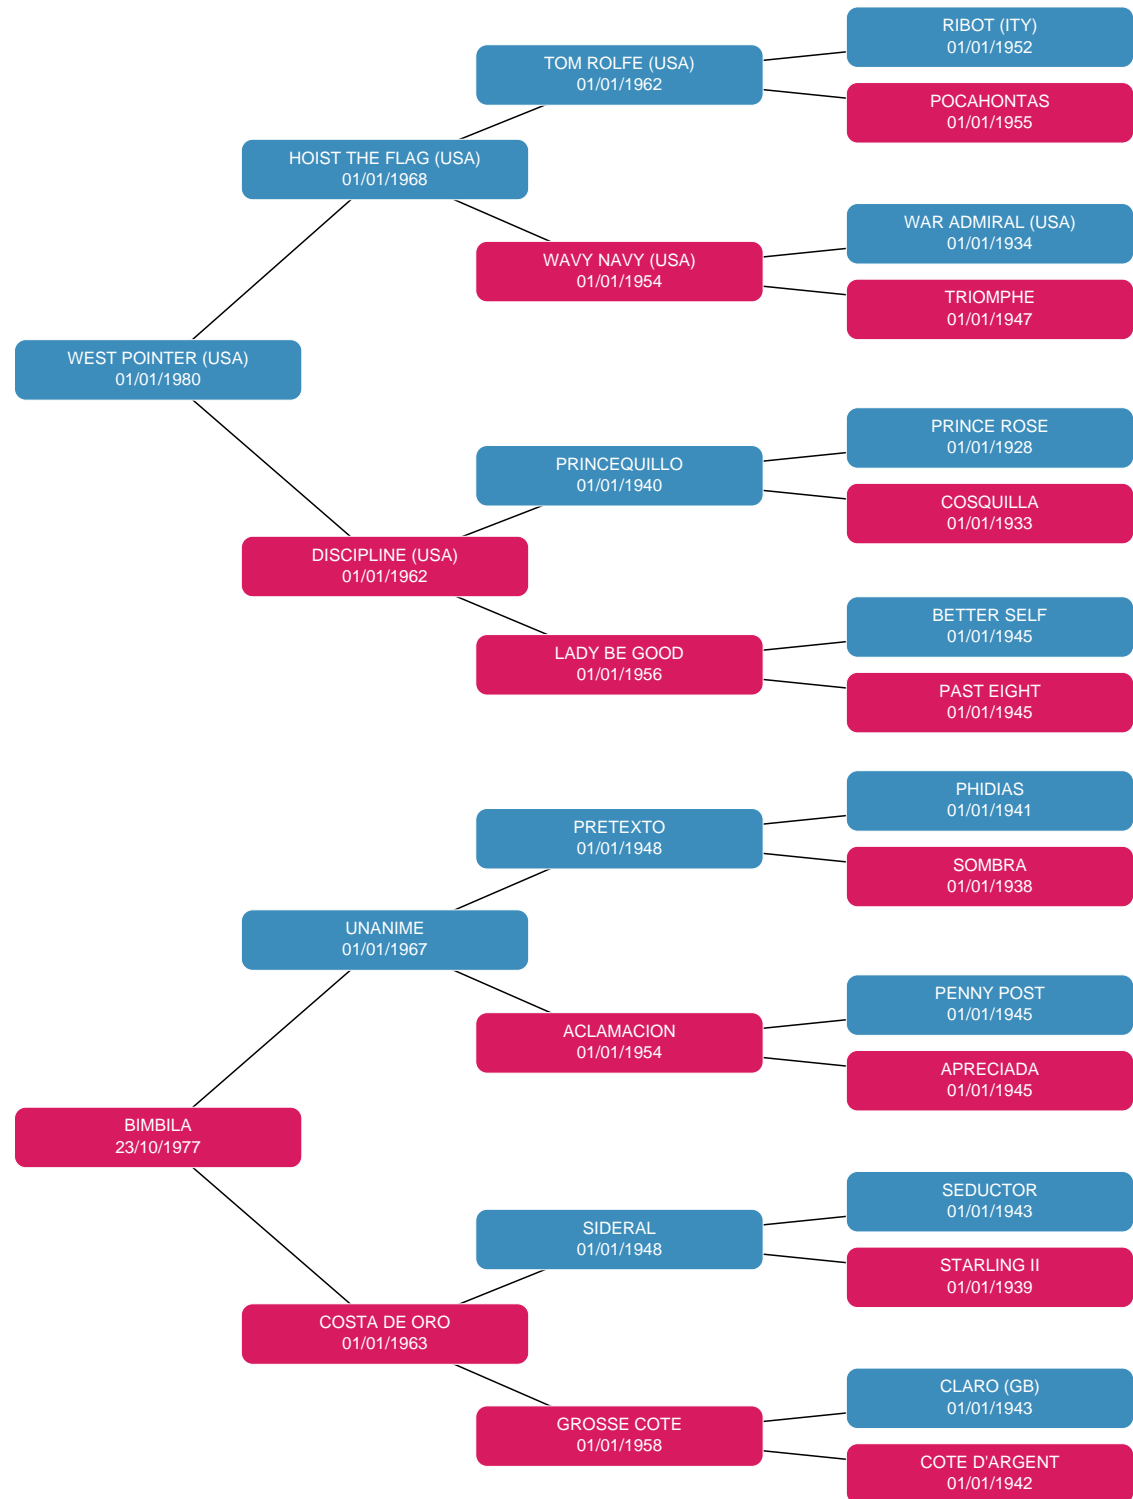 RIBOT (ITY)
01/01/1952
TOM ROLFE (USA)
01/01/1962
POCAHONTAS
01/01/1955
HOIST THE FLAG (USA)
01/01/1968
WAR ADMIRAL (USA)
01/01/1934
WAVY NAVY (USA)
01/01/1954
TRIOMPHE
01/01/1947
WEST POINTER (USA)
01/01/1980
PRINCE ROSE
01/01/1928
PRINCEQUILLO
01/01/1940
COSQUILLA
01/01/1933
DISCIPLINE (USA)
01/01/1962
BETTER SELF
01/01/1945
LADY BE GOOD
01/01/1956
PAST EIGHT
01/01/1945
PHIDIAS
01/01/1941
PRETEXTO
01/01/1948
SOMBRA
01/01/1938
UNANIME
01/01/1967
PENNY POST
01/01/1945
ACLAMACION
01/01/1954
APRECIADA
01/01/1945
BIMBILA
23/10/1977
SEDUCTOR
01/01/1943
SIDERAL
01/01/1948
STARLING II
01/01/1939
COSTA DE ORO
01/01/1963
CLARO (GB)
01/01/1943
GROSSE COTE
01/01/1958
COTE D'ARGENT
01/01/1942